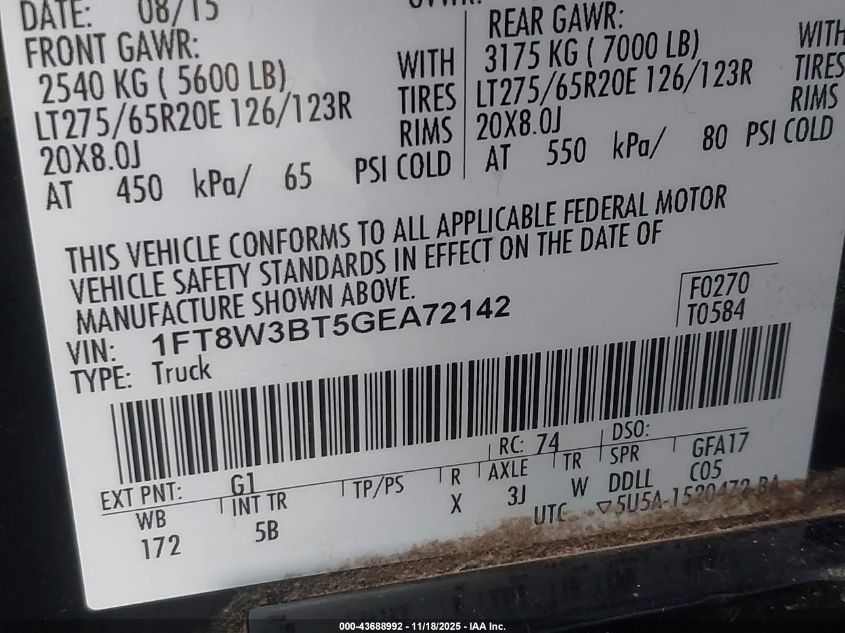 DATE: 08/15
FRONT GAWR:
2540 KG ( 5600 LB) WITH
LT275/65R20E 126/123R TIRES
20X8.0J RIMS
AT 450 kPa/ 65 PSI COLD
REAR GAWR:
3175 KG ( 7000 LB) WITH
LT275/65R20E 126/123R TIRES
20X8.0J RIMS
AT 550 kPa/ 80 PSI COLD
THIS VEHICLE CONFORMS TO ALL APPLICABLE FEDERAL MOTOR
VEHICLE SAFETY STANDARDS IN EFFECT ON THE DATE OF
MANUFACTURE SHOWN ABOVE.
VIN: 1FT8W3BT5GEA72142
TYPE: Truck
F0270
T0584
EXT PNT: G1 RC: 74 DSO:
WB INT TR TP/PS R AXLE TR SPR GFA17
172 5B X 3J W DDLL C05
UTC ▽5U5A-1520472-BA
000-43688992 - 11/18/2025 - IAA Inc.